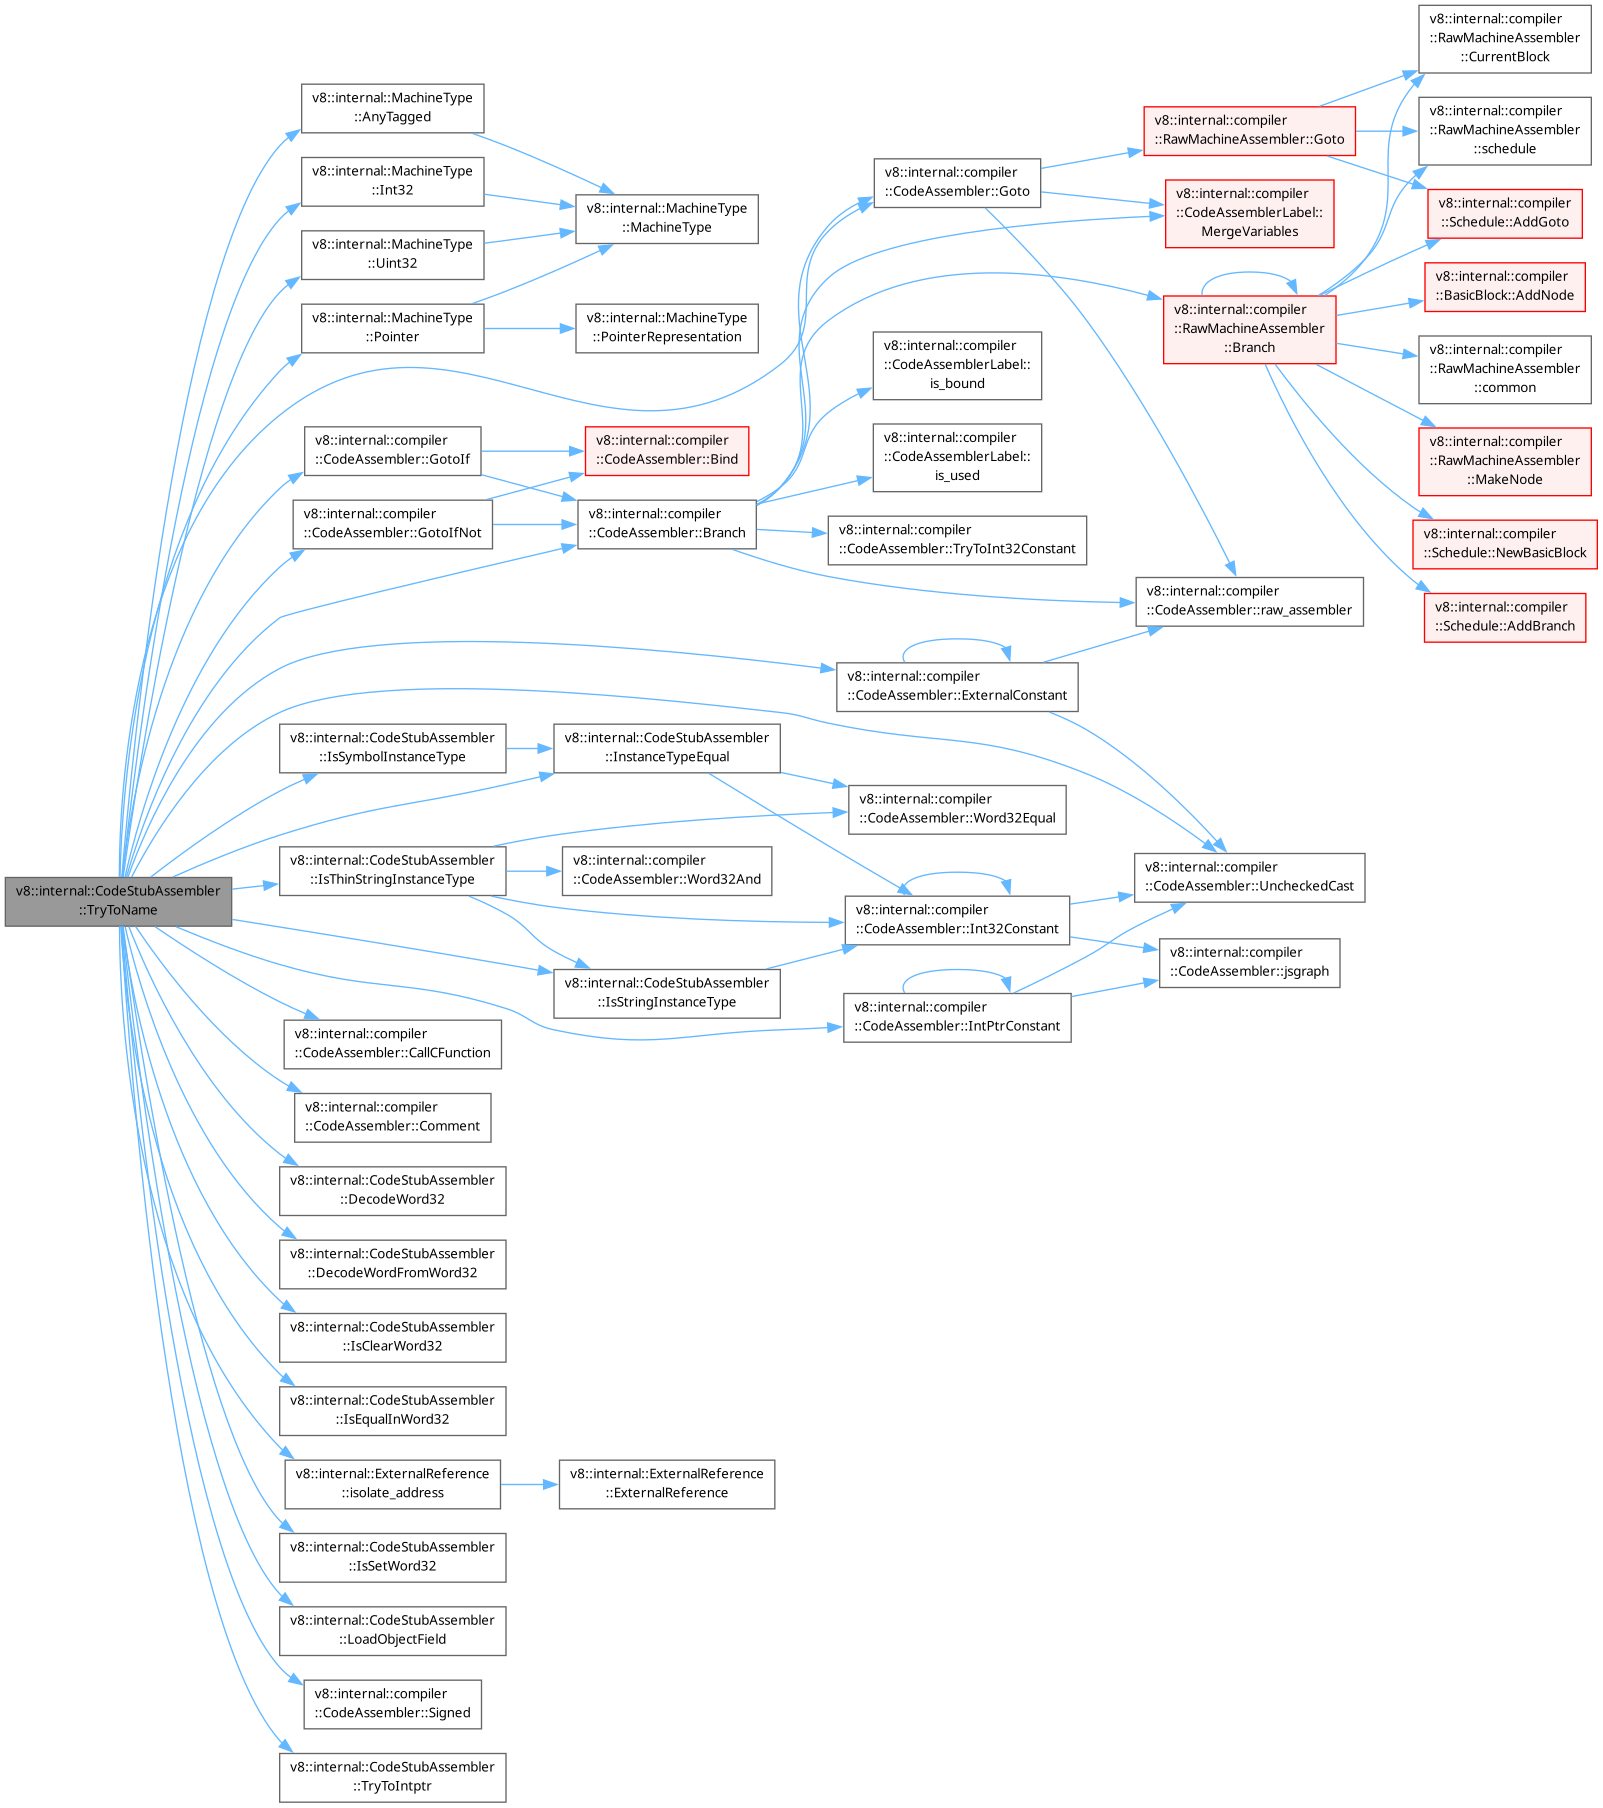 v8::internal::CodeStubAssembler
::TryToName
v8::internal::MachineType
::AnyTagged
v8::internal::MachineType
::Int32
v8::internal::MachineType
::Uint32
v8::internal::MachineType
::Pointer
v8::internal::compiler
::CodeAssembler::GotoIf
v8::internal::compiler
::CodeAssembler::GotoIfNot
v8::internal::CodeStubAssembler
::IsSymbolInstanceType
v8::internal::CodeStubAssembler
::IsThinStringInstanceType
v8::internal::compiler
::CodeAssembler::CallCFunction
v8::internal::compiler
::CodeAssembler::Comment
v8::internal::CodeStubAssembler
::DecodeWord32
v8::internal::CodeStubAssembler
::DecodeWordFromWord32
v8::internal::CodeStubAssembler
::IsClearWord32
v8::internal::CodeStubAssembler
::IsEqualInWord32
v8::internal::ExternalReference
::isolate_address
v8::internal::CodeStubAssembler
::IsSetWord32
v8::internal::CodeStubAssembler
::LoadObjectField
v8::internal::compiler
::CodeAssembler::Signed
v8::internal::CodeStubAssembler
::TryToIntptr
v8::internal::MachineType
::MachineType
v8::internal::MachineType
::PointerRepresentation
v8::internal::compiler
::CodeAssembler::Bind
v8::internal::compiler
::CodeAssembler::Branch
v8::internal::CodeStubAssembler
::InstanceTypeEqual
v8::internal::compiler
::CodeAssembler::Word32And
v8::internal::CodeStubAssembler
::IsStringInstanceType
v8::internal::ExternalReference
::ExternalReference
v8::internal::compiler
::CodeAssembler::Goto
v8::internal::compiler
::CodeAssemblerLabel::
is_bound
v8::internal::compiler
::CodeAssemblerLabel::
is_used
v8::internal::compiler
::CodeAssembler::TryToInt32Constant
v8::internal::compiler
::CodeAssembler::ExternalConstant
v8::internal::compiler
::CodeAssembler::Word32Equal
v8::internal::compiler
::CodeAssembler::Int32Constant
v8::internal::compiler
::CodeAssembler::IntPtrConstant
v8::internal::compiler
::RawMachineAssembler::Goto
v8::internal::compiler
::CodeAssemblerLabel::
MergeVariables
v8::internal::compiler
::RawMachineAssembler
::Branch
v8::internal::compiler
::CodeAssembler::raw_assembler
v8::internal::compiler
::CodeAssembler::UncheckedCast
v8::internal::compiler
::CodeAssembler::jsgraph
v8::internal::compiler
::RawMachineAssembler
::CurrentBlock
v8::internal::compiler
::RawMachineAssembler
::schedule
v8::internal::compiler
::Schedule::AddGoto
v8::internal::compiler
::BasicBlock::AddNode
v8::internal::compiler
::RawMachineAssembler
::common
v8::internal::compiler
::RawMachineAssembler
::MakeNode
v8::internal::compiler
::Schedule::NewBasicBlock
v8::internal::compiler
::Schedule::AddBranch